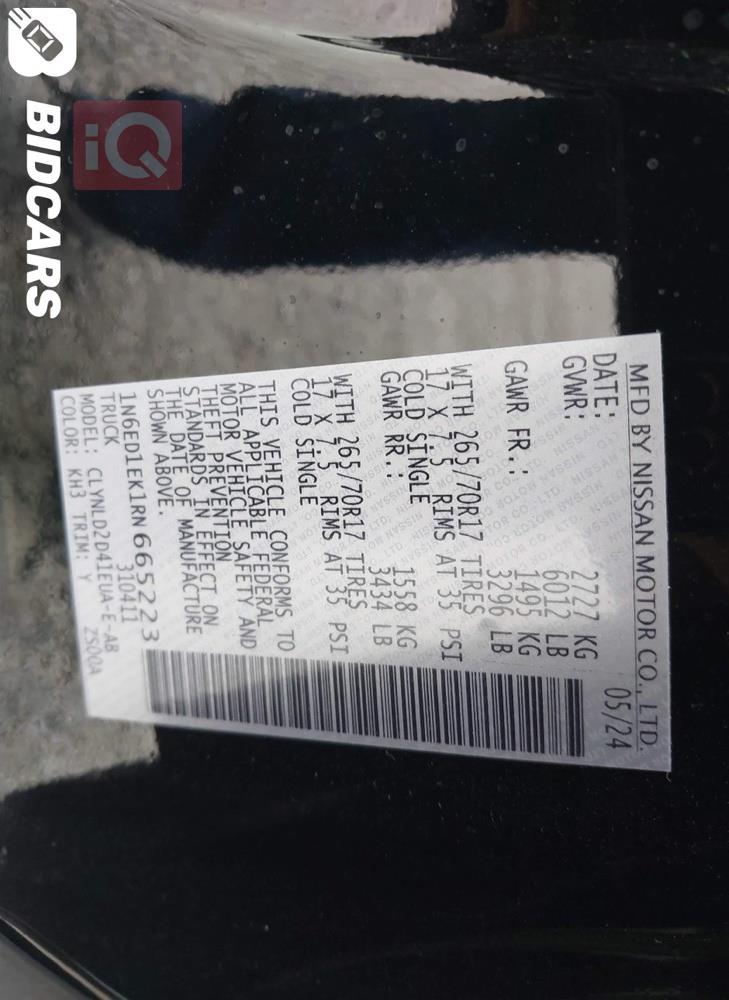 BIDCARS
iQ
MFD BY NISSAN MOTOR CO., LTD.
DATE: 05/24
GVWR: 2727 KG
6012 LB
GAWR FR.: 1495 KG
3296 LB
WITH 265/70R17 TIRES
17 X 7.5 RIMS AT 35 PSI
COLD SINGLE
GAWR RR.: 1558 KG
3434 LB
WITH 265/70R17 TIRES
17 X 7.5 RIMS AT 35 PSI
COLD SINGLE
THIS VEHICLE CONFORMS TO
ALL APPLICABLE FEDERAL
MOTOR VEHICLE SAFETY AND
THEFT PREVENTION
STANDARDS IN EFFECT ON
THE DATE OF MANUFACTURE
SHOWN ABOVE.
1N6ED1EK1RN665223
TRUCK 310411
MODEL: CLYNLD2D41EUA-E-AB
COLOR: KH3 TRIM: Y ZS00A